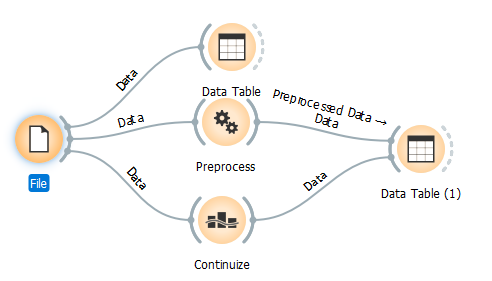 Data
Data Table
Data
Preprocessed Data →
Data
Preprocess
File
Data
Data
Data Table (1)
Continuize